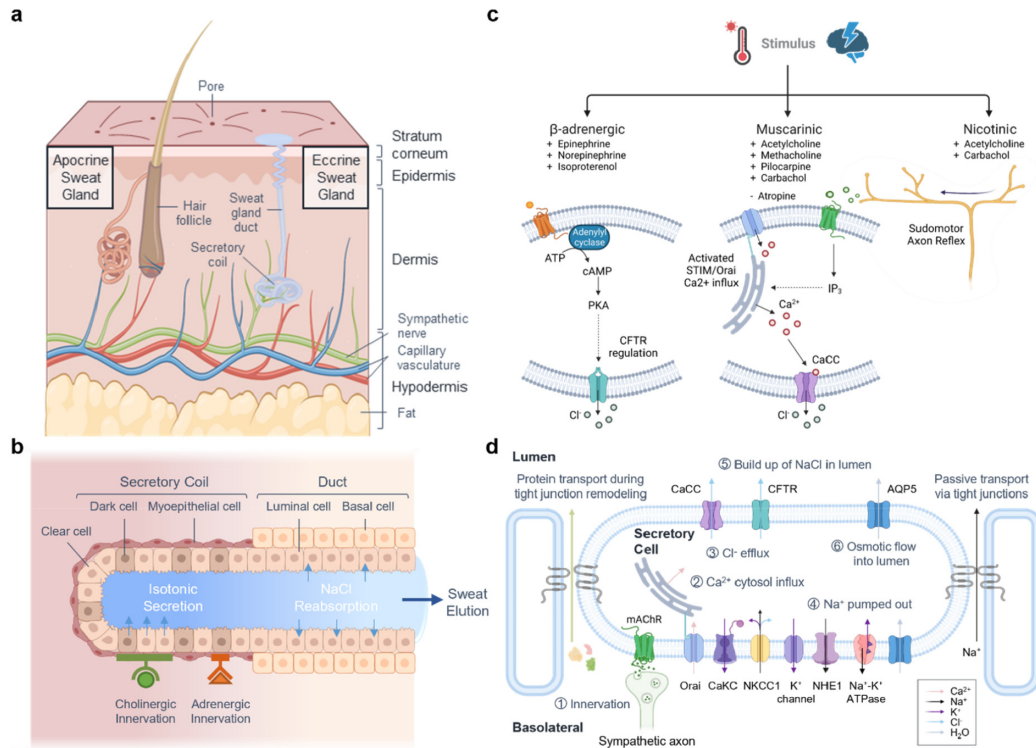 a
Pore
Apocrine
Sweat
Gland
Eccrine
Sweat
Gland
Hair
follicle
Sweat
gland
duct
Secretory
coil
Stratum
corneum
Epidermis
Dermis
Sympathetic
nerve
Capillary
vasculature
Hypodermis
Fat
b
Secretory Coil
Duct
Dark cell
Myoepithelial cell
Luminal cell
Basal cell
Clear cell
Isotonic
Secretion
NaCl
Reabsorption
Sweat
Elution
Cholinergic
Innervation
Adrenergic
Innervation
c
Stimulus
β-adrenergic
+ Epinephrine
+ Norepinephrine
+ Isoproterenol
Muscarinic
+ Acetylcholine
+ Methacholine
+ Pilocarpine
+ Carbachol
- Atropine
Nicotinic
+ Acetylcholine
+ Carbachol
Adenylyl
cyclase
ATP
cAMP
PKA
CFTR
regulation
Cl⁻
Activated
STIM/Orai
Ca2+ influx
IP₃
Ca²⁺
CaCC
Cl⁻
Sudomotor
Axon Reflex
d
Lumen
Protein transport during
tight junction remodeling
⑤ Build up of NaCl in lumen
CaCC
CFTR
AQP5
Passive transport
via tight junctions
Secretory
Cell
③ Cl⁻ efflux
⑥ Osmotic flow
into lumen
② Ca²⁺ cytosol influx
④ Na⁺ pumped out
mAChR
Na⁺
Orai
CaKC
NKCC1
K⁺
channel
NHE1
Na⁺-K⁺
ATPase
① Innervation
Basolateral
Sympathetic axon
Ca²⁺
Na⁺
K⁺
Cl⁻
H₂O